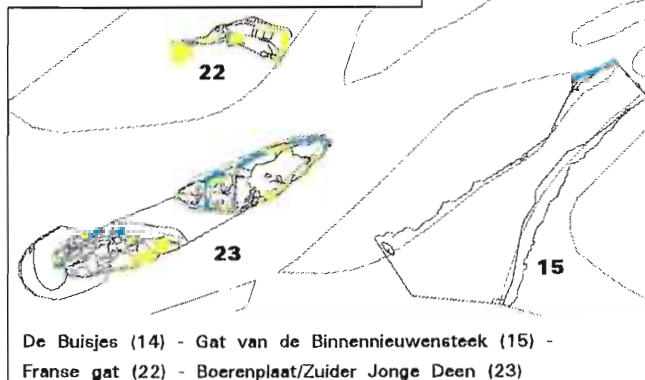 22
23
15
De Buisjes (14) - Gat van de Binnennieuwensteek (15) -
Franse gat (22) - Boerenplaat/Zuider Jonge Deen (23)